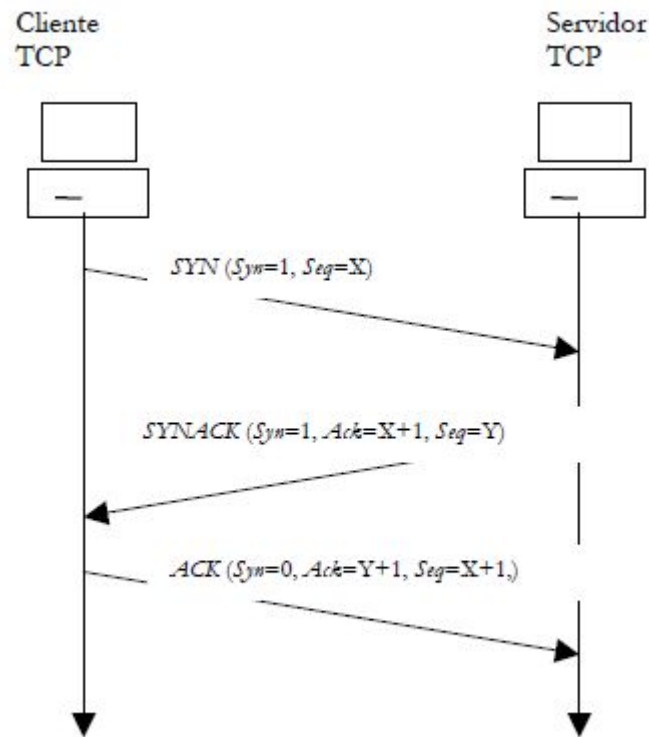 Cliente
TCP
Servidor
TCP
SYN (Syn=1, Seq=X)
SYNACK (Syn=1, Ack=X+1, Seq=Y)
ACK (Syn=0, Ack=Y+1, Seq=X+1,)